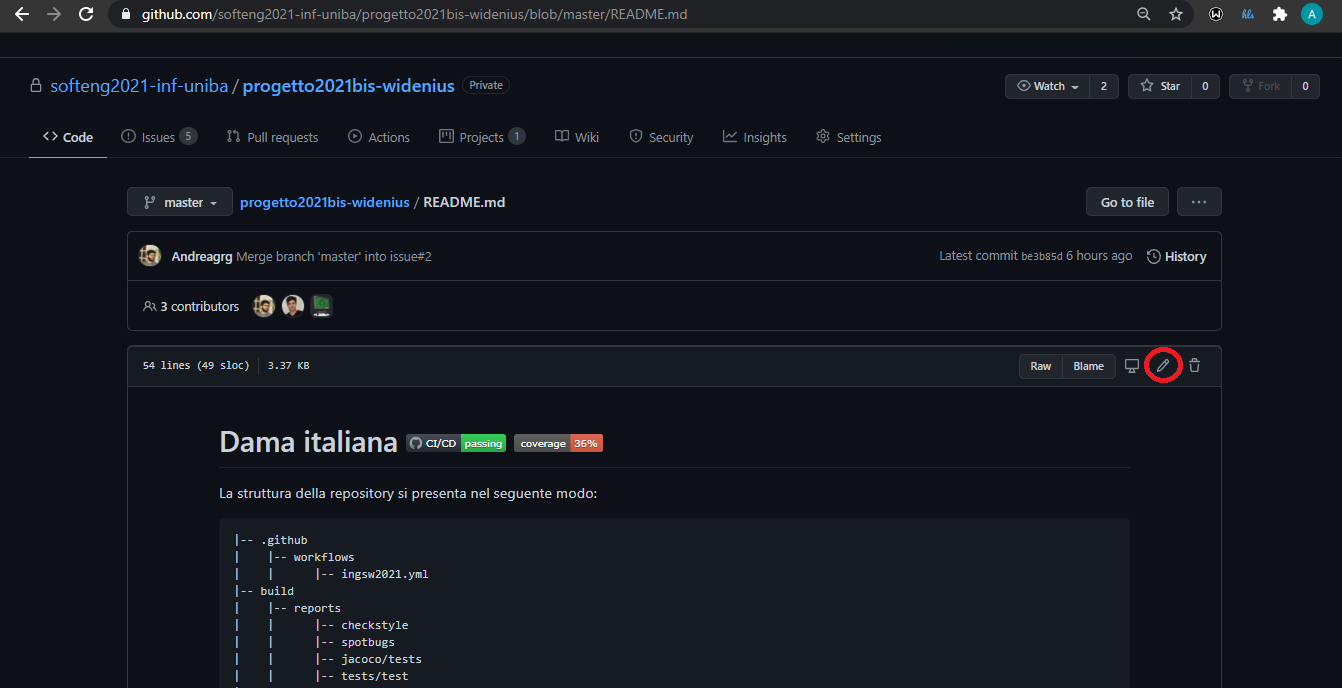 github.com/softeng2021-inf-uniba/progetto2021bis-widenius/blob/master/README.md
A
softeng2021-inf-uniba / progetto2021bis-widenius Private
Watch 2 Star 0 Fork 0
Code Issues 5 Pull requests Actions Projects 1 Wiki Security Insights Settings
master progetto2021bis-widenius / README.md Go to file ...
Andreagrg Merge branch 'master' into issue#2 Latest commit be3b85d 6 hours ago History
3 contributors
54 lines (49 sloc) 3.37 KB Raw Blame
Dama italiana CI/CD passing coverage 36%
La struttura della repository si presenta nel seguente modo:
|-- .github
|    |-- workflows
|    |      |-- ingsw2021.yml
|-- build
|    |-- reports
|    |      |-- checkstyle
|    |      |-- spotbugs
|    |      |-- jacoco/tests
|    |      |-- tests/test